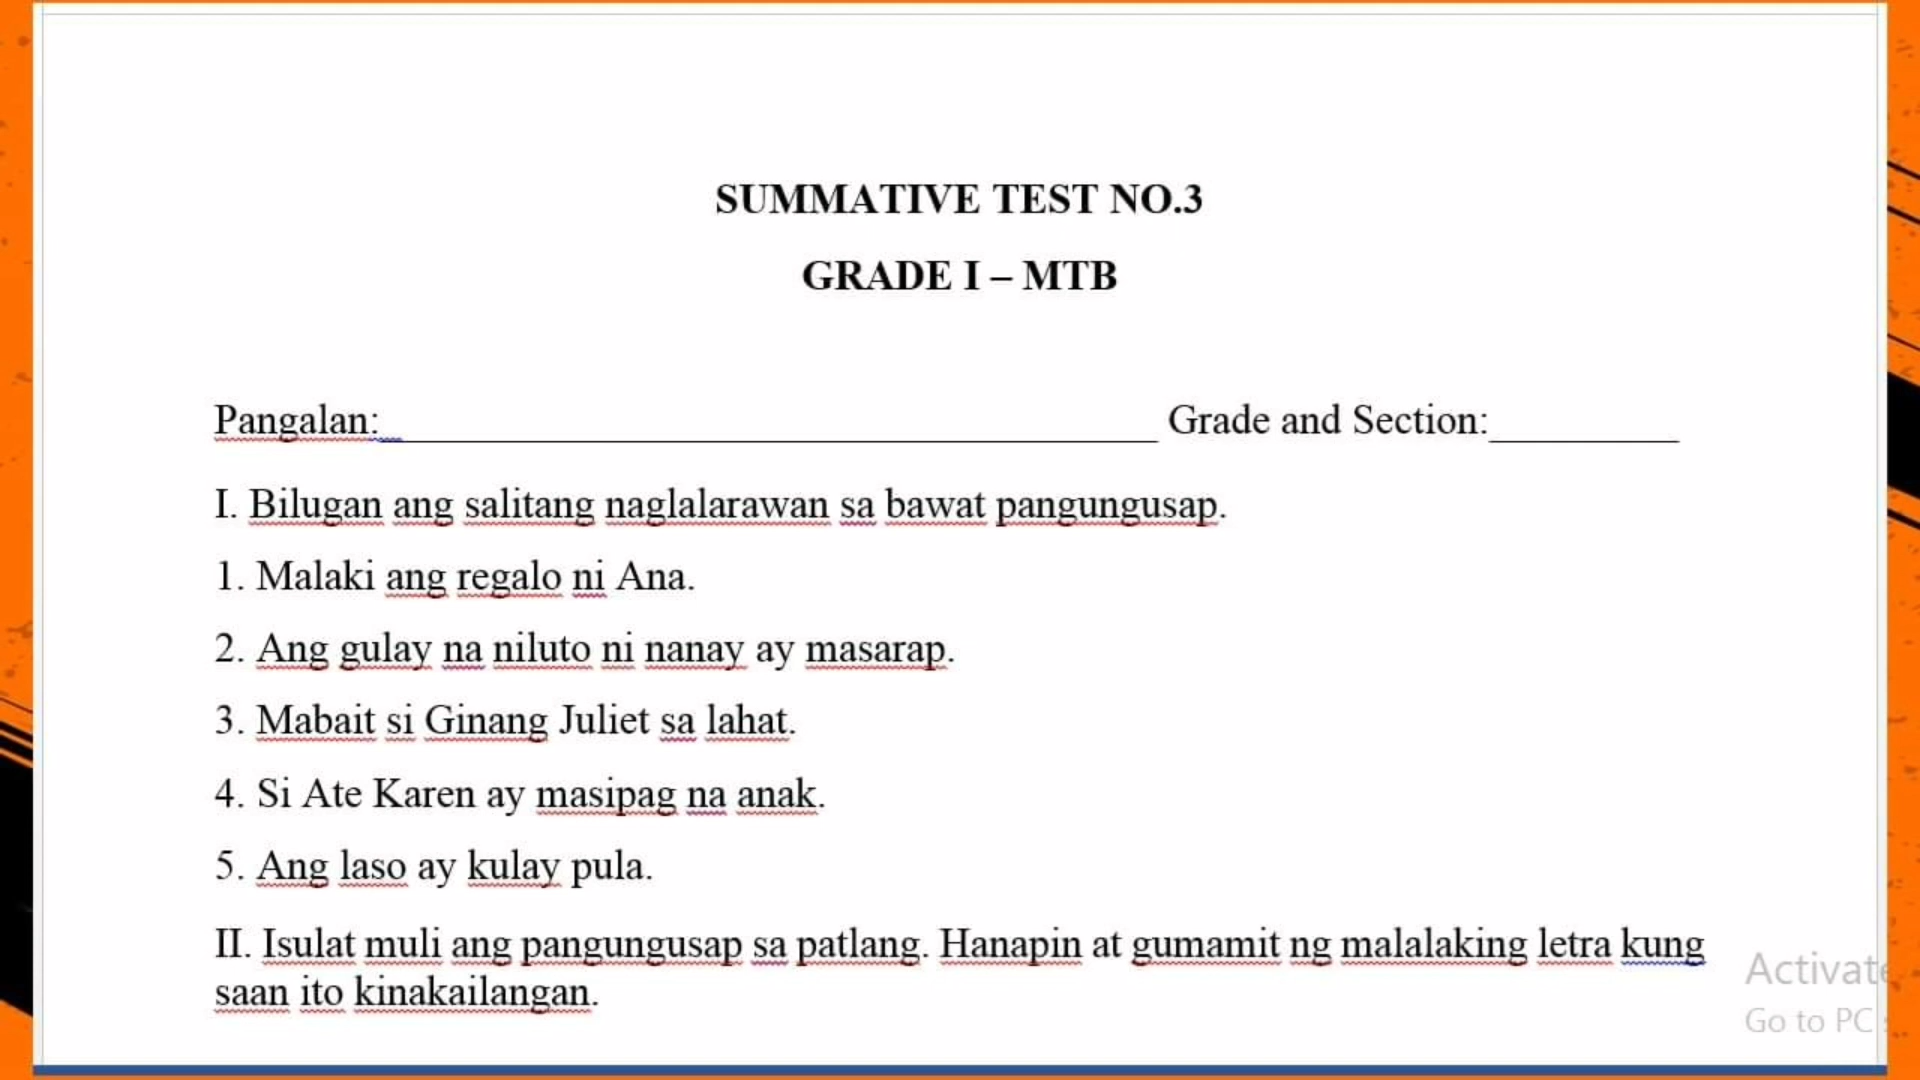 SUMMATIVE TEST NO.3
GRADE I – MTB
Pangalan:_____________________________________ Grade and Section:_________
I. Bilugan ang salitang naglalarawan sa bawat pangungusap.
1. Malaki ang regalo ni Ana.
2. Ang gulay na niluto ni nanay ay masarap.
3. Mabait si Ginang Juliet sa lahat.
4. Si Ate Karen ay masipag na anak.
5. Ang laso ay kulay pula.
II. Isulat muli ang pangungusap sa patlang. Hanapin at gumamit ng malalaking letra kung
saan ito kinakailangan.
Activate
Go to PC